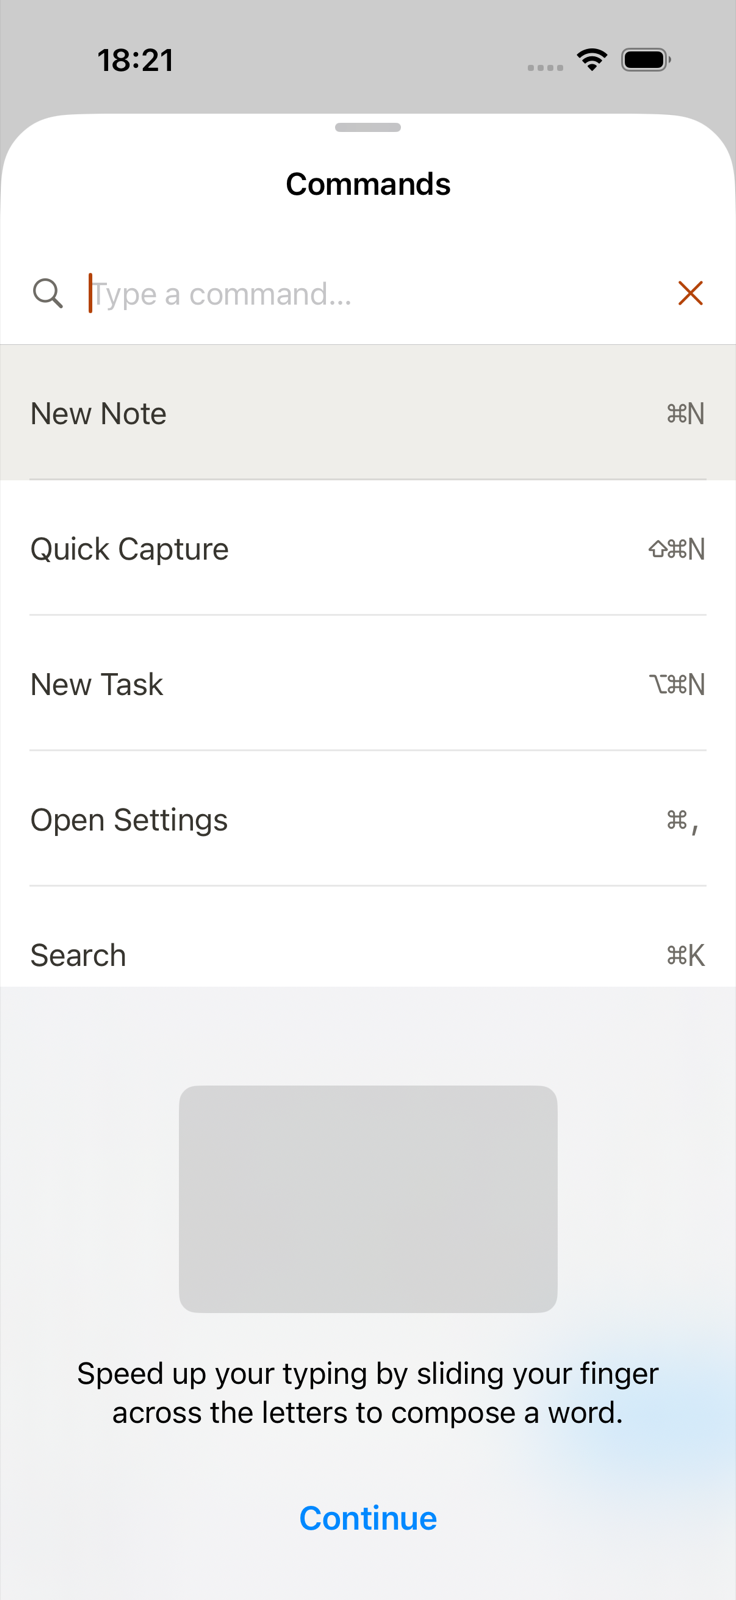 18:21
Commands
Type a command...
New Note ⌘N
Quick Capture ⇧⌘N
New Task ⌥⌘N
Open Settings ⌘,
Search ⌘K
Speed up your typing by sliding your finger
across the letters to compose a word.
Continue